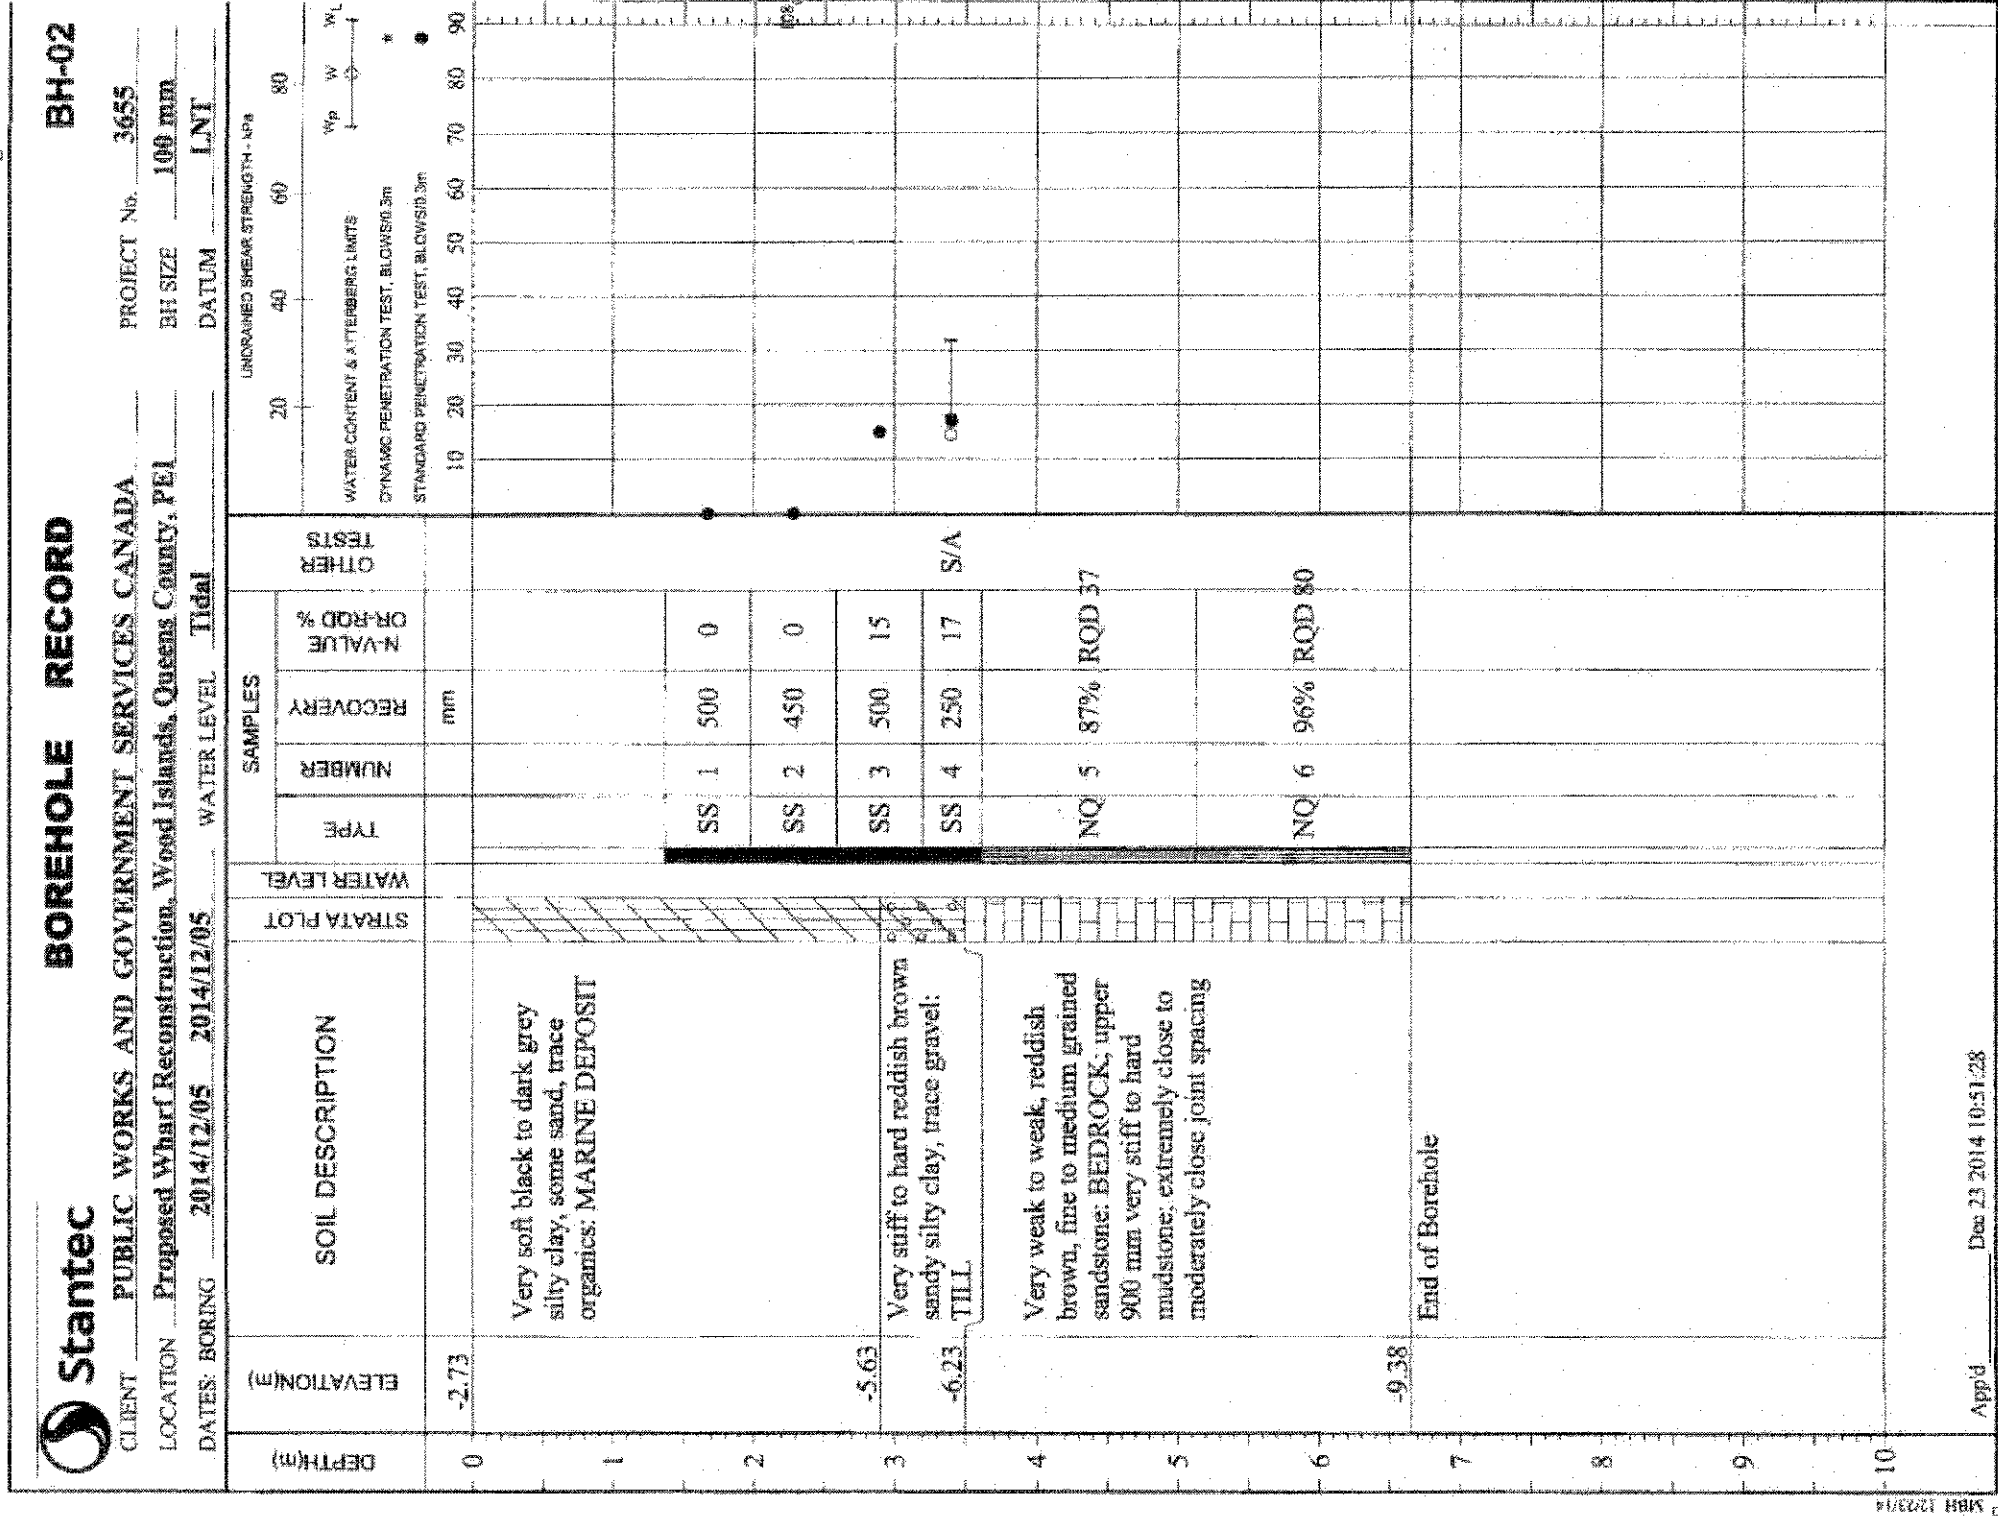 BOREHOLE RECORD
BH-02
Stantec
CLIENT PUBLIC WORKS AND GOVERNMENT SERVICES CANADA
PROJECT No. 3655
LOCATION Proposed Wharf Reconstruction, Wood Islands, Queens County, PEI
BH SIZE 100 mm
DATES: BORING 2014/12/05 2014/12/05
WATER LEVEL Tidal
DATUM LNT
DEPTH(m)
ELEVATION(m)
SOIL DESCRIPTION
STRATA PLOT
WATER LEVEL
SAMPLES
TYPE
NUMBER
RECOVERY
N-VALUE OR-RQD %
OTHER TESTS
mm
UNDRAINED SHEAR STRENGTH - kPa
20 40 60 80
WATER CONTENT & ATTERBERG LIMITS
Wp W WL
DYNAMIC PENETRATION TEST, BLOWS/0.3m *
STANDARD PENETRATION TEST, BLOWS/0.3m ●
10 20 30 40 50 60 70 80 90
0
-2.73
Very soft black to dark grey
silty clay, some sand, trace
organics: MARINE DEPOSIT
1
SS 1 500 0
2
SS 2 450 0
-5.63
Very stiff to hard reddish brown
sandy silty clay, trace gravel:
TILL
SS 3 500 15
3
SS 4 250 17 S/A
-6.23
Very weak to weak, reddish
brown, fine to medium grained
sandstone: BEDROCK; upper
900 mm very stiff to hard
mudstone; extremely close to
moderately close joint spacing
4
NQ 5 87% RQD 37
5
NQ 6 96% RQD 80
6
-9.38
End of Borehole
7
8
9
10
App'd
Dec 23 2014 10:51:28
MBH 12/23/14